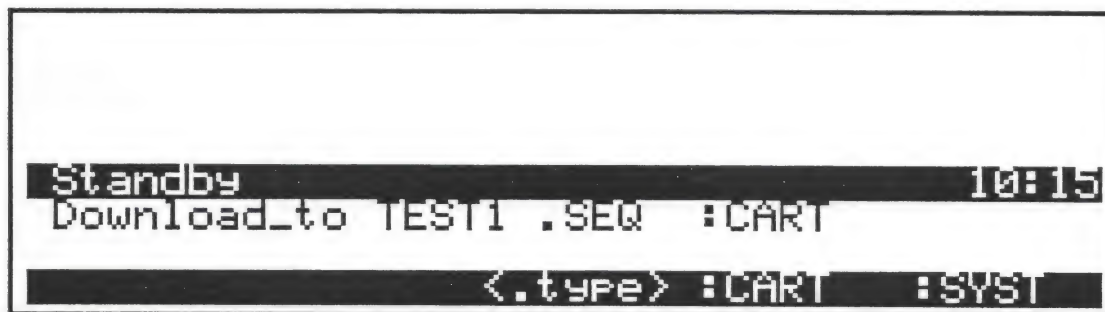 Standby 10:15
Download_to TEST1 .SEQ :CART
<.type> :CART :SYST